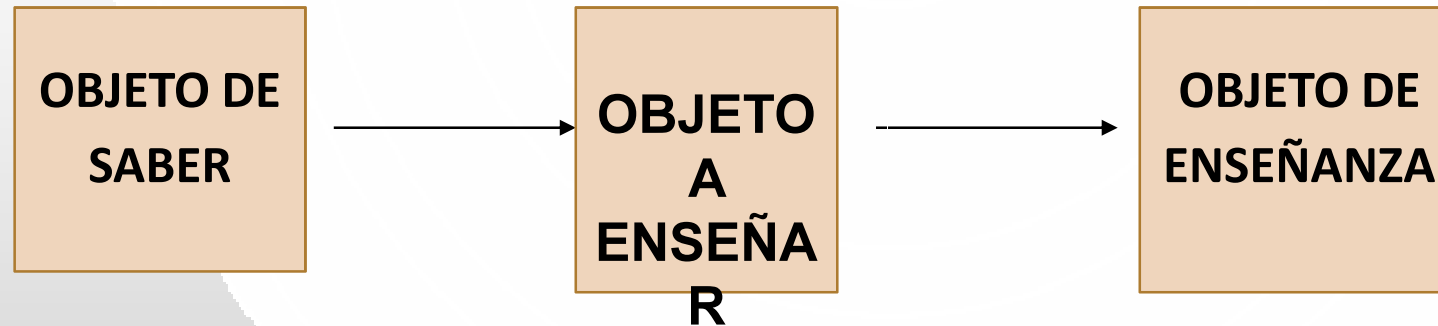 OBJETO DE
SABER
OBJETO
A
ENSEÑA
R
OBJETO DE
ENSEÑANZA